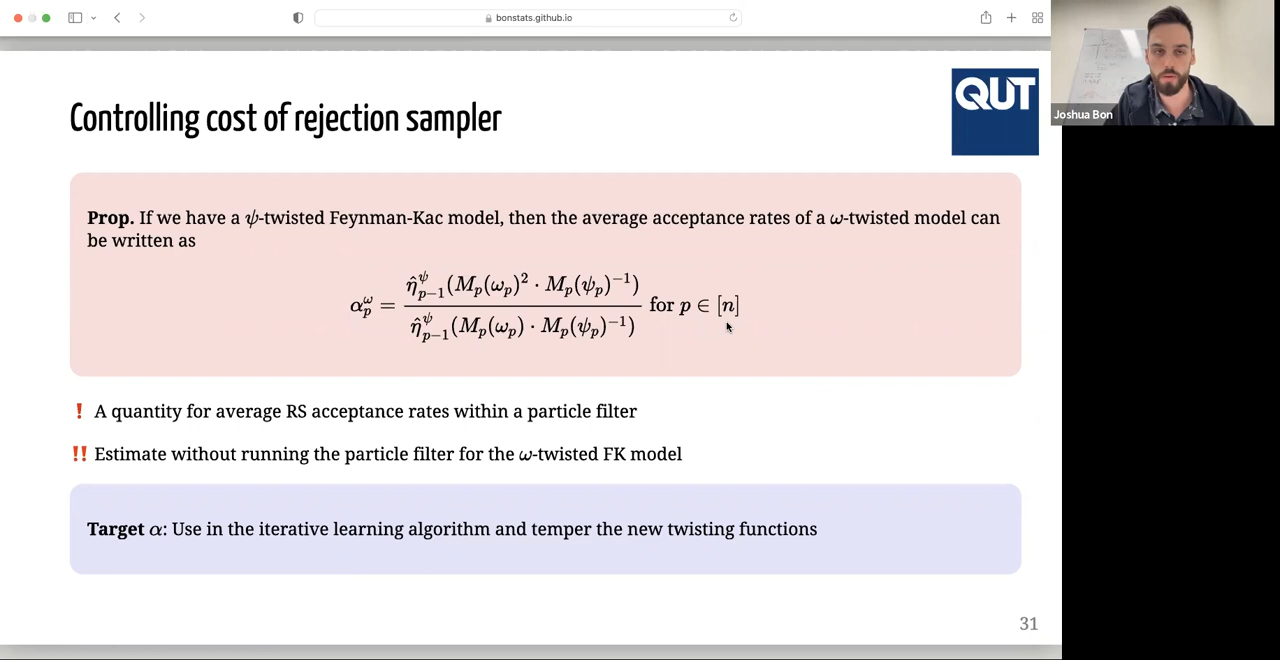 bonstats.github.io
Controlling cost of rejection sampler
QUT
Joshua Bon
Prop. If we have a ψ-twisted Feynman-Kac model, then the average acceptance rates of a ω-twisted model can
be written as
α_p^ω = \frac{\hat{η}_{p−1}^ψ(M_p(ω_p)^2 · M_p(ψ_p)^{−1})}{\hat{η}_{p−1}^ψ(M_p(ω_p) · M_p(ψ_p)^{−1})} for p ∈ [n]
❗ A quantity for average RS acceptance rates within a particle filter
‼ Estimate without running the particle filter for the ω-twisted FK model
Target α: Use in the iterative learning algorithm and temper the new twisting functions
31